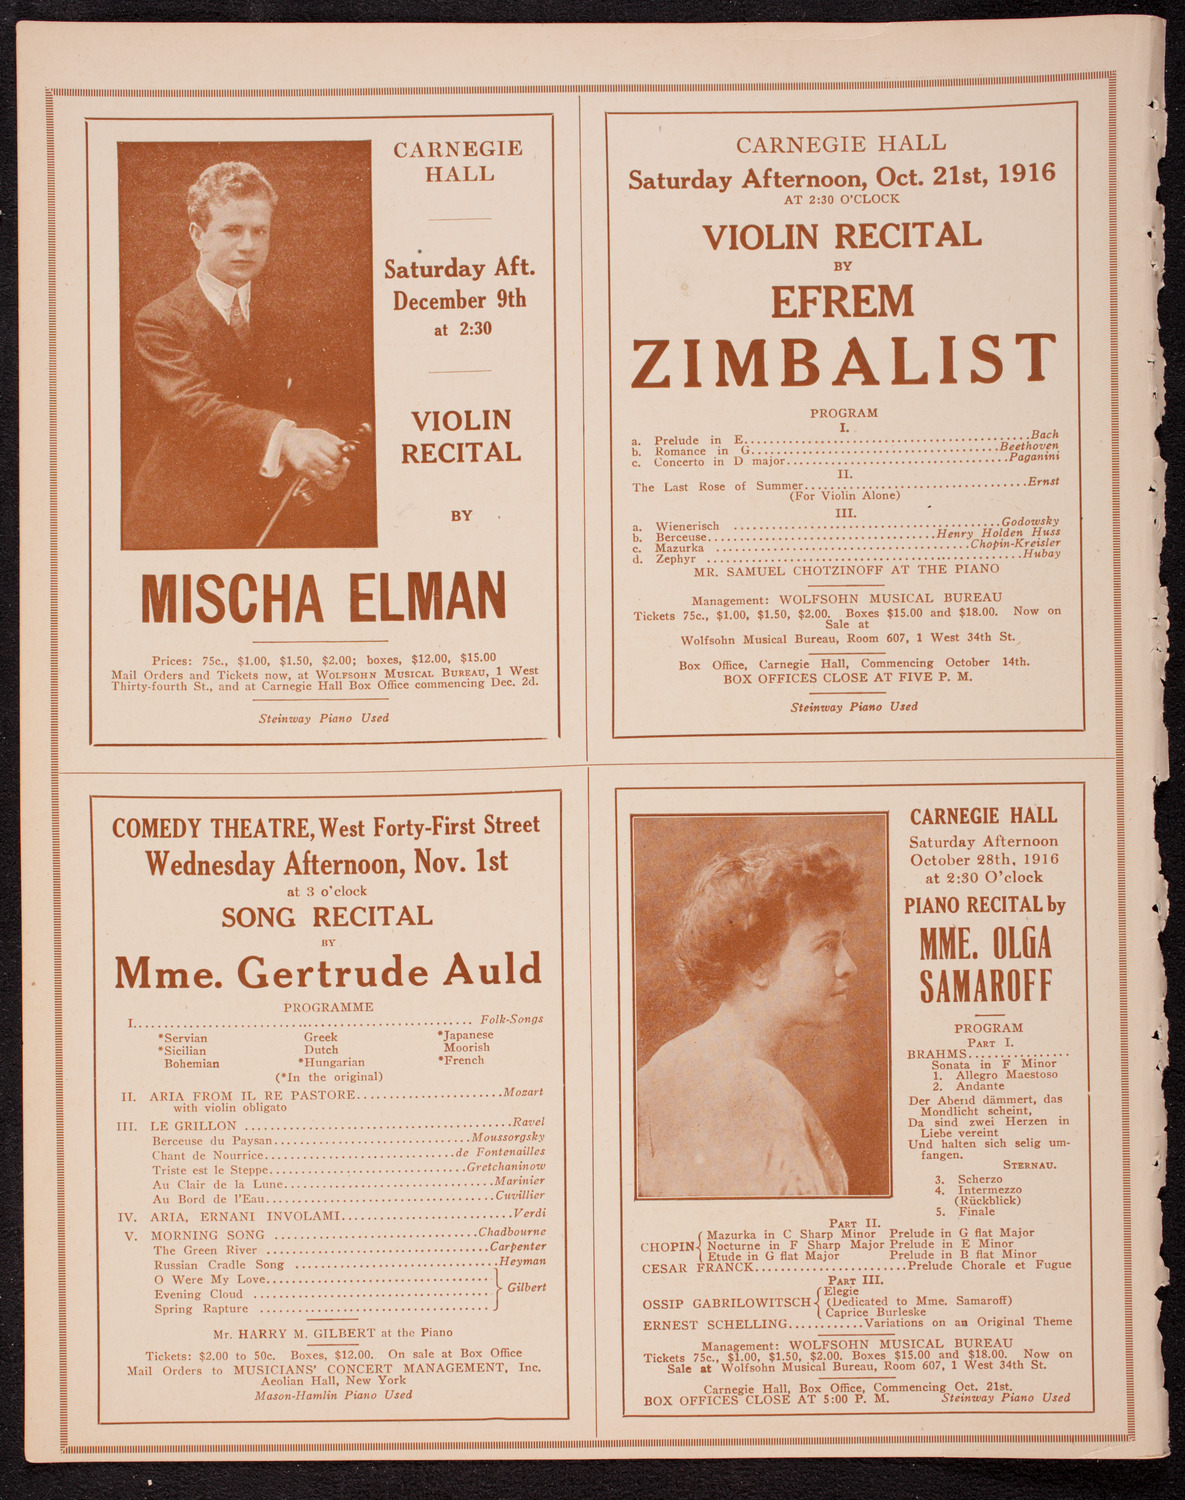 CARNEGIE
HALL
Saturday Aft.
December 9th
at 2:30
VIOLIN
RECITAL
BY
MISCHA ELMAN
Prices: 75c., $1.00, $1.50, $2.00; boxes, $12.00, $15.00
Mail Orders and Tickets now, at WOLFSOHN MUSICAL BUREAU, 1 West
Thirty-fourth St., and at Carnegie Hall Box Office commencing Dec. 2d.
Steinway Piano Used
CARNEGIE HALL
Saturday Afternoon, Oct. 21st, 1916
AT 2:30 O'CLOCK
VIOLIN RECITAL
BY
EFREM
ZIMBALIST
PROGRAM
I.
a. Prelude in E. Bach
b. Romance in G. Beethoven
c. Concerto in D major. Paganini
II.
The Last Rose of Summer. Ernst
(For Violin Alone)
III.
a. Wienerisch Godowsky
b. Berceuse. Henry Holden Huss
c. Mazurka Chopin-Kreisler
d. Zephyr Hubay
MR. SAMUEL CHOTZINOFF AT THE PIANO
Management: WOLFSOHN MUSICAL BUREAU
Tickets 75c., $1.00, $1.50, $2.00. Boxes $15.00 and $18.00. Now on
Sale at
Wolfsohn Musical Bureau, Room 607, 1 West 34th St.
Box Office, Carnegie Hall, Commencing October 14th.
BOX OFFICES CLOSE AT FIVE P. M.
Steinway Piano Used
COMEDY THEATRE, West Forty-First Street
Wednesday Afternoon, Nov. 1st
at 3 o'clock
SONG RECITAL
BY
Mme. Gertrude Auld
PROGRAMME
I. Folk-Songs
*Servian Greek *Japanese
*Sicilian Dutch Moorish
Bohemian *Hungarian *French
(*In the original)
II. ARIA FROM IL RE PASTORE. Mozart
with violin obligato
III. LE GRILLON Ravel
Berceuse du Paysan. Moussorgsky
Chant de Nourrice. de Fontenailles
Triste est le Steppe. Gretchaninow
Au Clair de la Lune. Marinier
Au Bord de l'Eau. Cuvillier
IV. ARIA, ERNANI INVOLAMI. Verdi
V. MORNING SONG Chadbourne
The Green River Carpenter
Russian Cradle Song Heyman
O Were My Love.
Evening Cloud Gilbert
Spring Rapture
Mr. HARRY M. GILBERT at the Piano
Tickets: $2.00 to 50c. Boxes, $12.00. On sale at Box Office
Mail Orders to MUSICIANS' CONCERT MANAGEMENT, Inc.
Aeolian Hall, New York
Mason-Hamlin Piano Used
CARNEGIE HALL
Saturday Afternoon
October 28th, 1916
at 2:30 O'clock
PIANO RECITAL by
MME. OLGA
SAMAROFF
PROGRAM
PART I.
BRAHMS.
Sonata in F Minor
1. Allegro Maestoso
2. Andante
Der Abend dämmert, das
Mondlicht scheint,
Da sind zwei Herzen in
Liebe vereint
Und halten sich selig um-
fangen.
STERNAU.
3. Scherzo
4. Intermezzo
(Rückblick)
5. Finale
PART II.
Mazurka in C Sharp Minor Prelude in G flat Major
CHOPIN Nocturne in F Sharp Major Prelude in E Minor
Etude in G flat Major Prelude in B flat Minor
CESAR FRANCK. Prelude Chorale et Fugue
PART III.
Elegie
OSSIP GABRILOWITSCH (Dedicated to Mme. Samaroff)
Caprice Burleske
ERNEST SCHELLING. Variations on an Original Theme
Management: WOLFSOHN MUSICAL BUREAU
Tickets 75c., $1.00, $1.50, $2.00. Boxes $15.00 and $18.00. Now on
Sale at Wolfsohn Musical Bureau, Room 607, 1 West 34th St.
Carnegie Hall, Box Office, Commencing Oct. 21st.
BOX OFFICES CLOSE AT 5:00 P. M. Steinway Piano Used